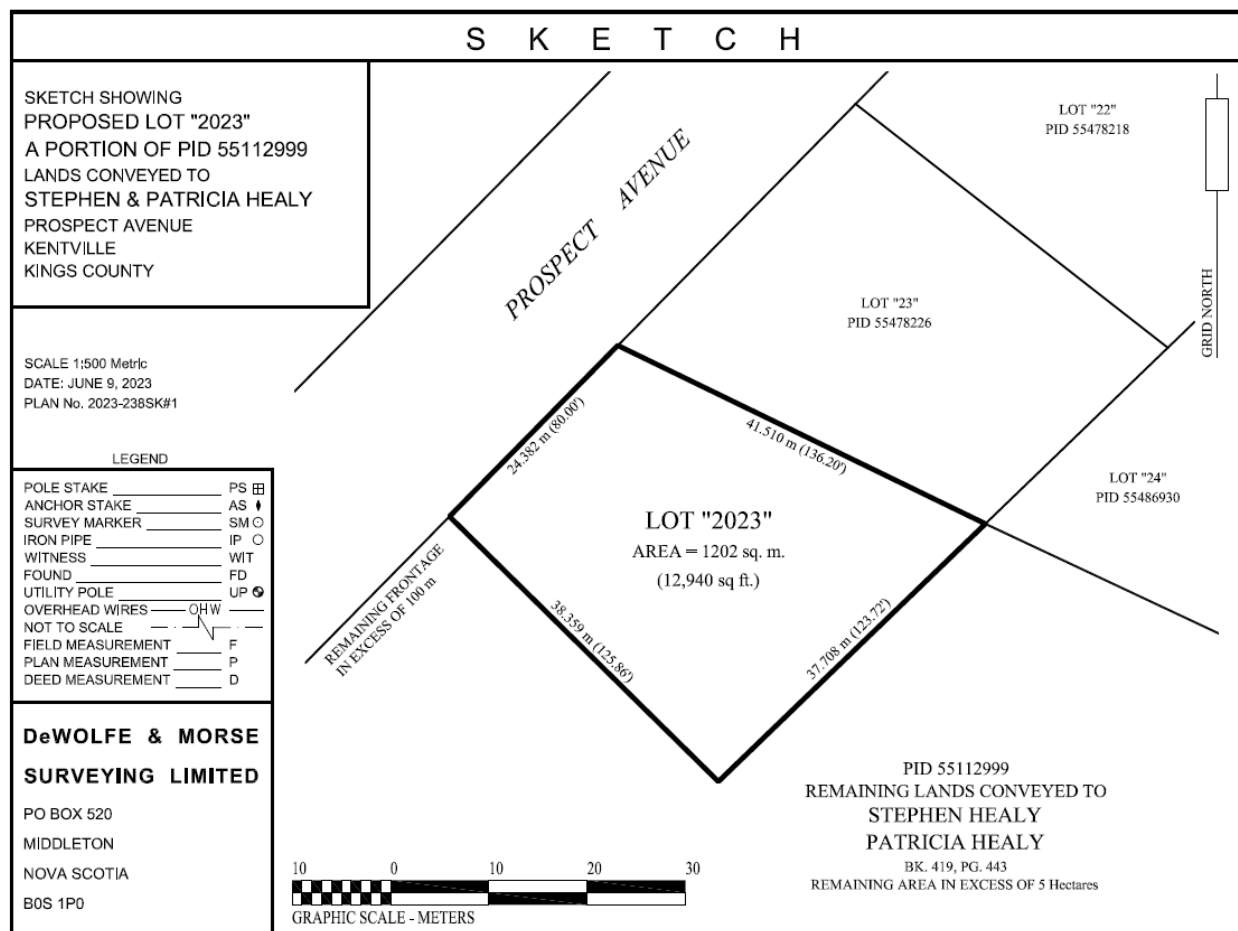 S K E T C H
SKETCH SHOWING
PROPOSED LOT "2023"
A PORTION OF PID 55112999
LANDS CONVEYED TO
STEPHEN & PATRICIA HEALY
PROSPECT AVENUE
KENTVILLE
KINGS COUNTY
SCALE 1:500 Metric
DATE: JUNE 9, 2023
PLAN No. 2023-238SK#1
LEGEND
POLE STAKE PS
ANCHOR STAKE AS
SURVEY MARKER SM
IRON PIPE IP
WITNESS WIT
FOUND FD
UTILITY POLE UP
OVERHEAD WIRES OHW
NOT TO SCALE
FIELD MEASUREMENT F
PLAN MEASUREMENT P
DEED MEASUREMENT D
DeWOLFE & MORSE
SURVEYING LIMITED
PO BOX 520
MIDDLETON
NOVA SCOTIA
B0S 1P0
PROSPECT AVENUE
LOT "22"
PID 55478218
GRID NORTH
LOT "23"
PID 55478226
LOT "24"
PID 55486930
24.382 m (80.00')
41.510 m (136.20')
LOT "2023"
AREA = 1202 sq. m.
(12,940 sq ft.)
38.359 m (125.86')
37.708 m (123.72')
REMAINING FRONTAGE
IN EXCESS OF 100 m
PID 55112999
REMAINING LANDS CONVEYED TO
STEPHEN HEALY
PATRICIA HEALY
BK. 419, PG. 443
REMAINING AREA IN EXCESS OF 5 Hectares
10 0 10 20 30
GRAPHIC SCALE - METERS